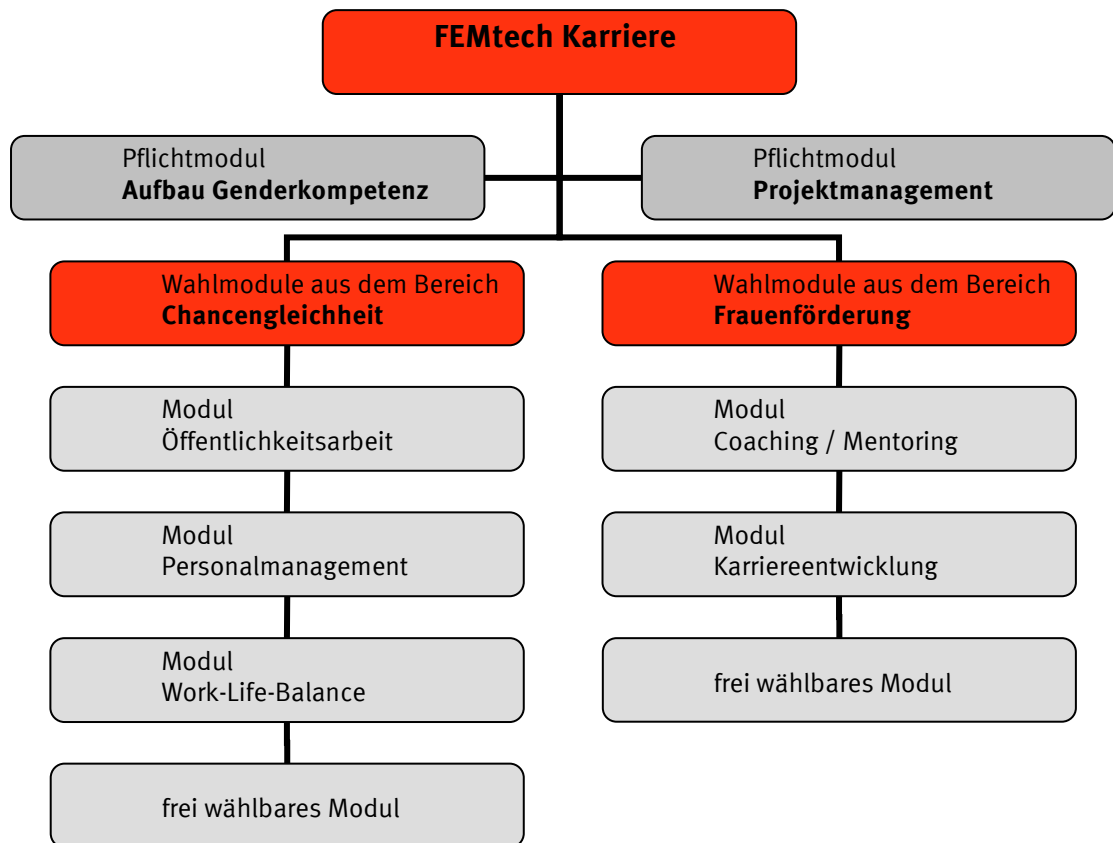 FEMtech Karriere
Pflichtmodul
Aufbau Genderkompetenz
Pflichtmodul
Projektmanagement
Wahlmodule aus dem Bereich
Chancengleichheit
Wahlmodule aus dem Bereich
Frauenförderung
Modul
Öffentlichkeitsarbeit
Modul
Coaching / Mentoring
Modul
Personalmanagement
Modul
Karriereentwicklung
Modul
Work-Life-Balance
frei wählbares Modul
frei wählbares Modul